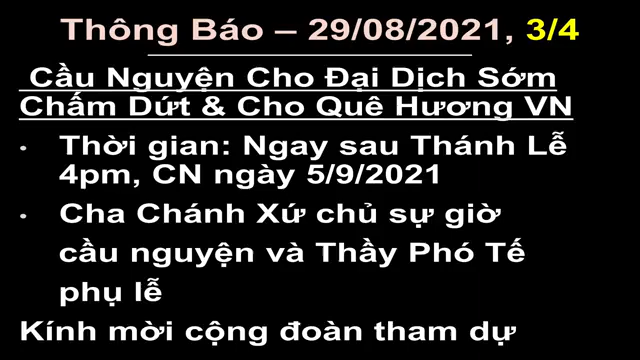 Thông Báo – 29/08/2021, 3/4
Cầu Nguyện Cho Đại Dịch Sớm
Chấm Dứt & Cho Quê Hương VN
• Thời gian: Ngay sau Thánh Lễ
4pm, CN ngày 5/9/2021
• Cha Chánh Xứ chủ sự giờ
cầu nguyện và Thầy Phó Tế
phụ lễ
Kính mời cộng đoàn tham dự